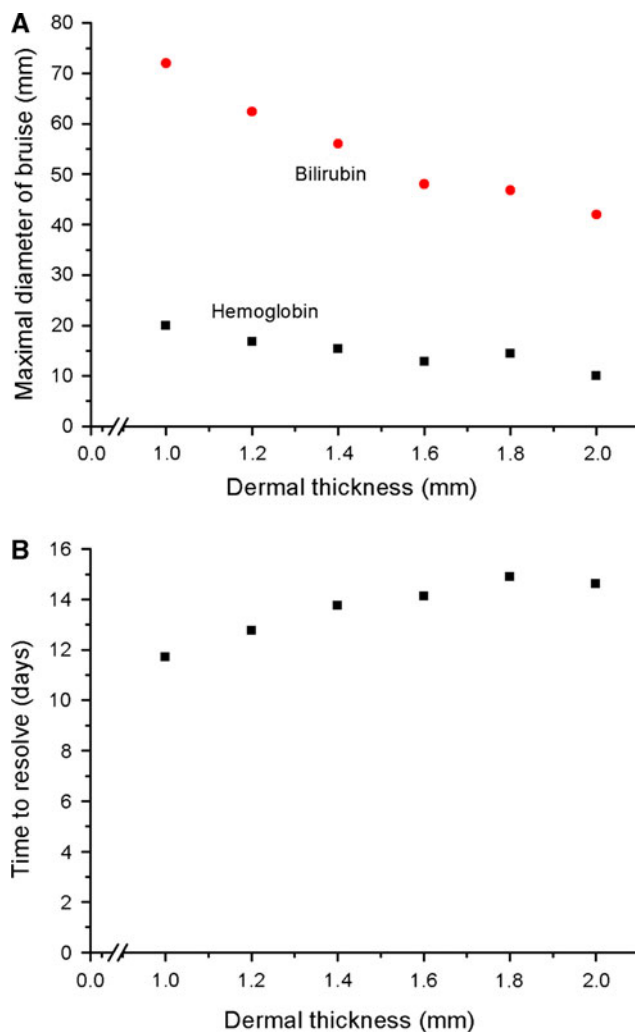 A
Maximal diameter of bruise (mm)
80
70
60
50
40
30
20
10
0
Bilirubin
Hemoglobin
0.0 1.0 1.2 1.4 1.6 1.8 2.0
Dermal thickness (mm)
B
Time to resolve (days)
16
14
12
10
8
6
4
2
0
0.0 1.0 1.2 1.4 1.6 1.8 2.0
Dermal thickness (mm)